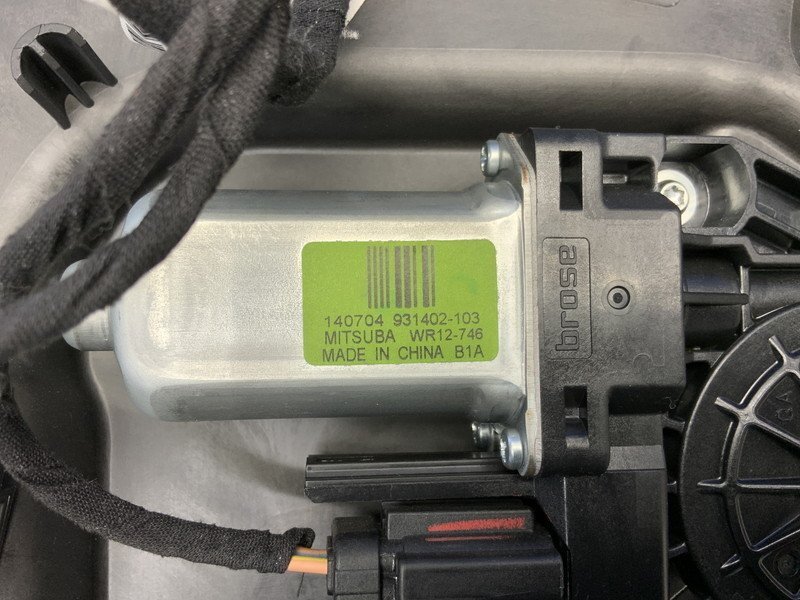 140704 931402-103
MITSUBA WR12-746
MADE IN CHINA B1A
brose